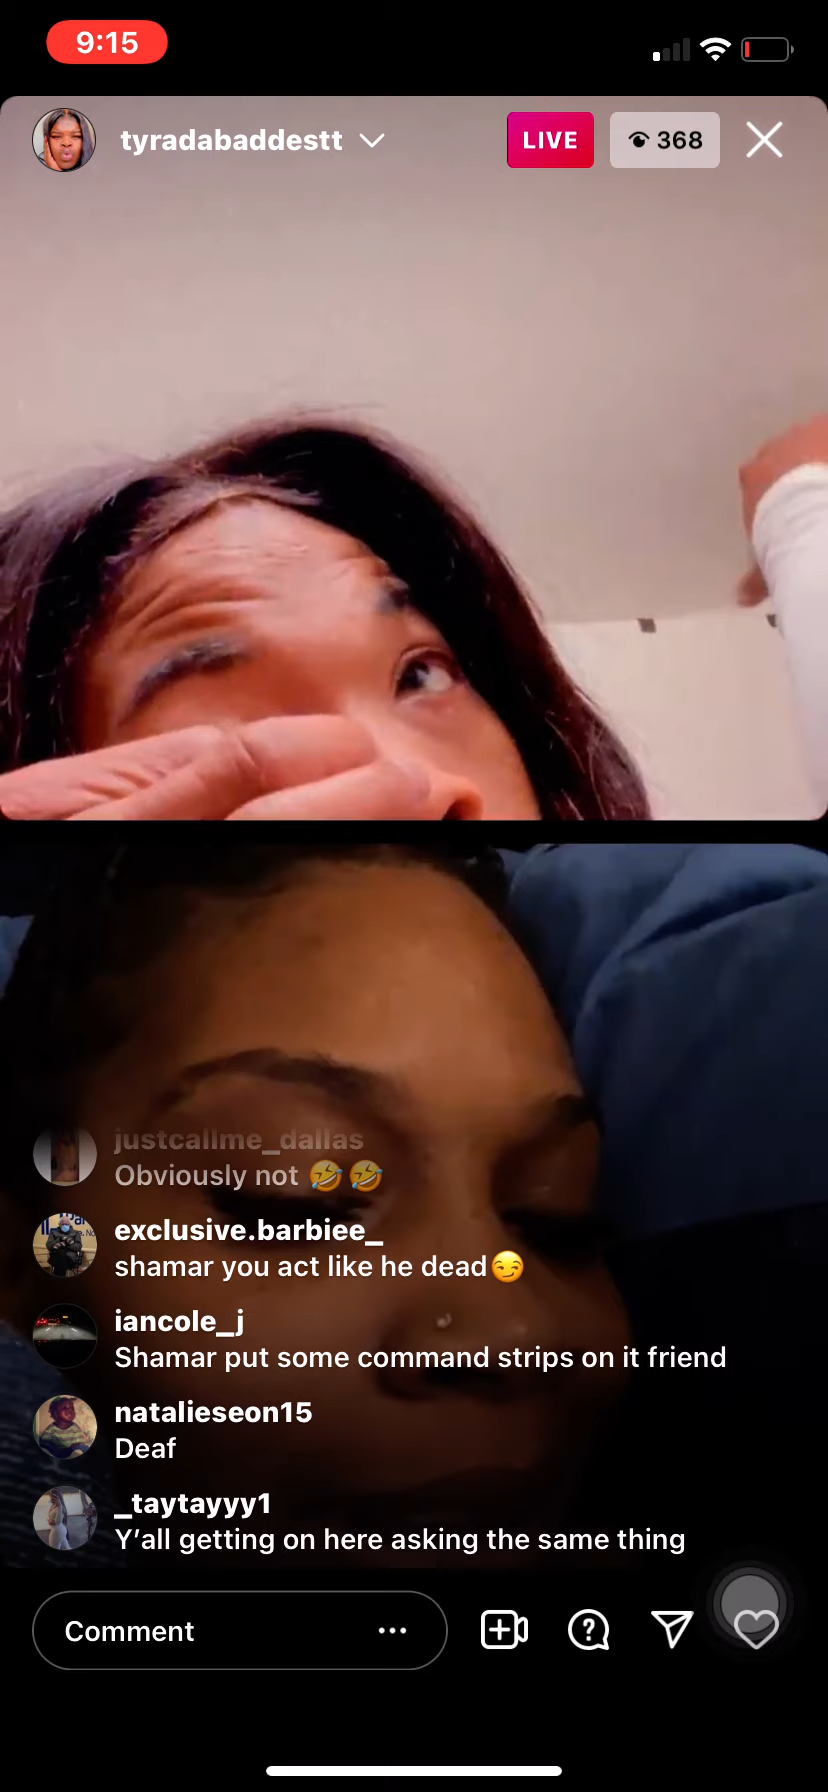 9:15
tyradabaddestt
LIVE
368
justcallme_dallas
Obviously not 🤣🤣
exclusive.barbiee_
shamar you act like he dead😏
iancole_j
Shamar put some command strips on it friend
natalieseon15
Deaf
_taytayyy1
Y'all getting on here asking the same thing
Comment